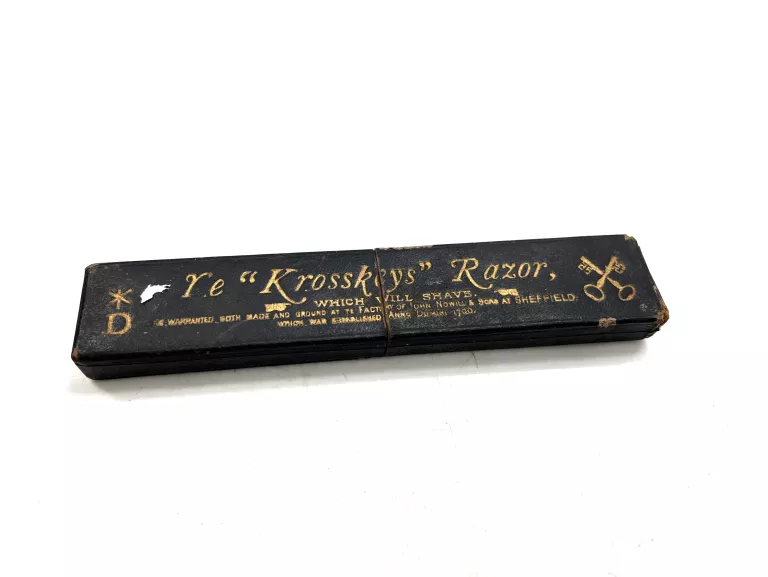 Ye "Krosskeys" Razor,
WHICH WILL SHAVE.
* D
WARRANTED BOTH MADE AND GROUND AT YE FACTORY OF JOHN NOWILL & SONS AT SHEFFIELD
WHICH WAS ESTABLISHED ANNO DOMINI 1700.